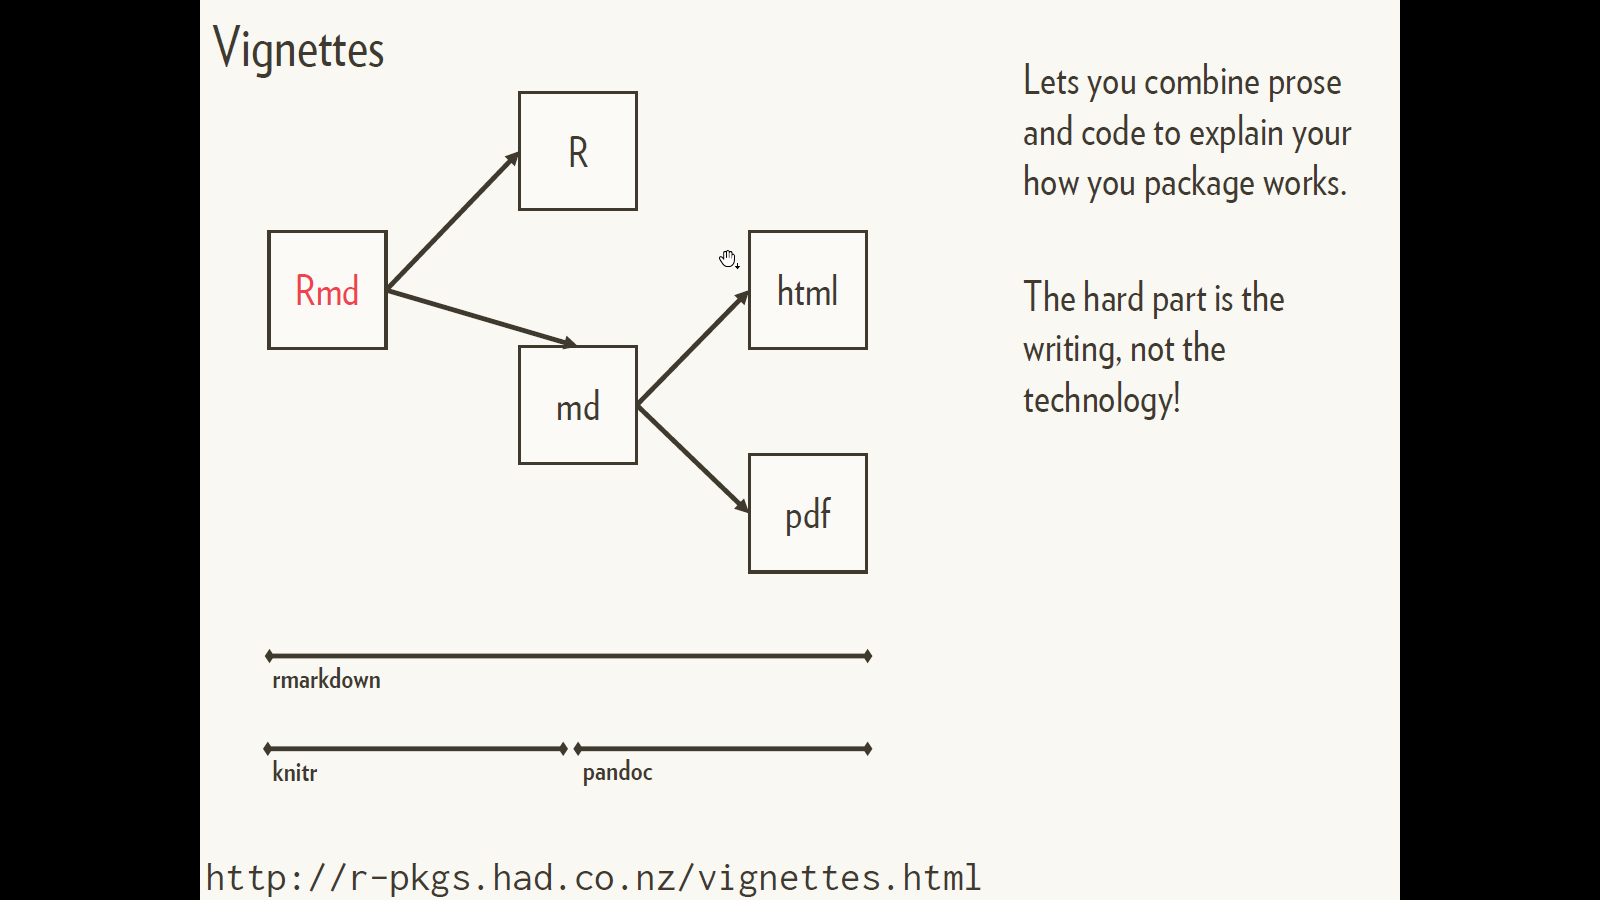 Vignettes
R
Rmd
html
md
pdf
rmarkdown
knitr
pandoc
Lets you combine prose
and code to explain your
how you package works.
The hard part is the
writing, not the
technology!
http://r-pkgs.had.co.nz/vignettes.html